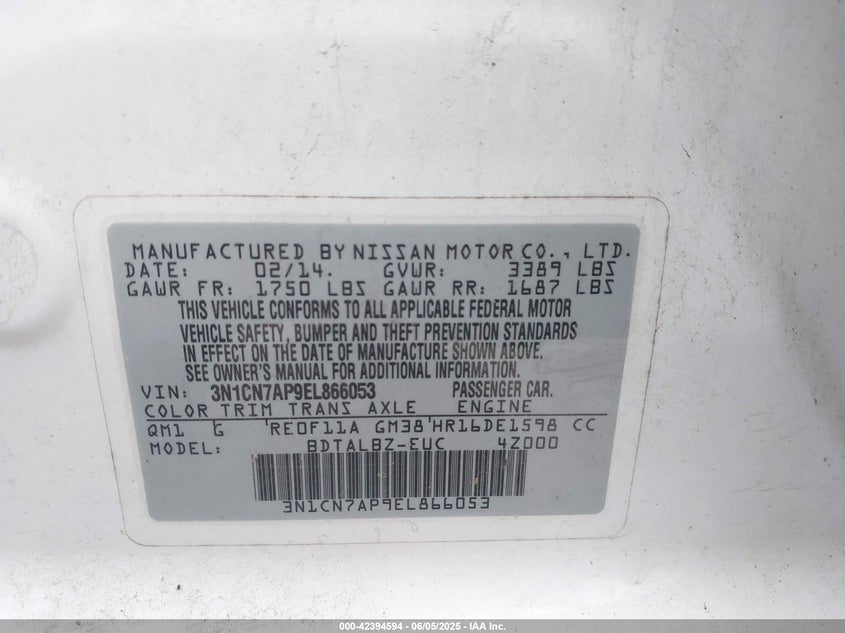 MANUFACTURED BY NISSAN MOTOR CO., LTD.
DATE: 02/14. GVWR: 3389 LBS
GAWR FR: 1750 LBS GAWR RR: 1687 LBS
THIS VEHICLE CONFORMS TO ALL APPLICABLE FEDERAL MOTOR
VEHICLE SAFETY, BUMPER AND THEFT PREVENTION STANDARDS
IN EFFECT ON THE DATE OF MANUFACTURE SHOWN ABOVE.
SEE OWNER'S MANUAL FOR ADDITIONAL INFORMATION.
VIN: 3N1CN7AP9EL866053 PASSENGER CAR.
COLOR TRIM TRANS AXLE ENGINE
QM1 G 'RE0F11A GM38'HR16DE1598 CC
MODEL: BDTALBZ-EUC 4Z000
3N1CN7AP9EL866053
000-42394594 - 06/05/2025 - IAA Inc.